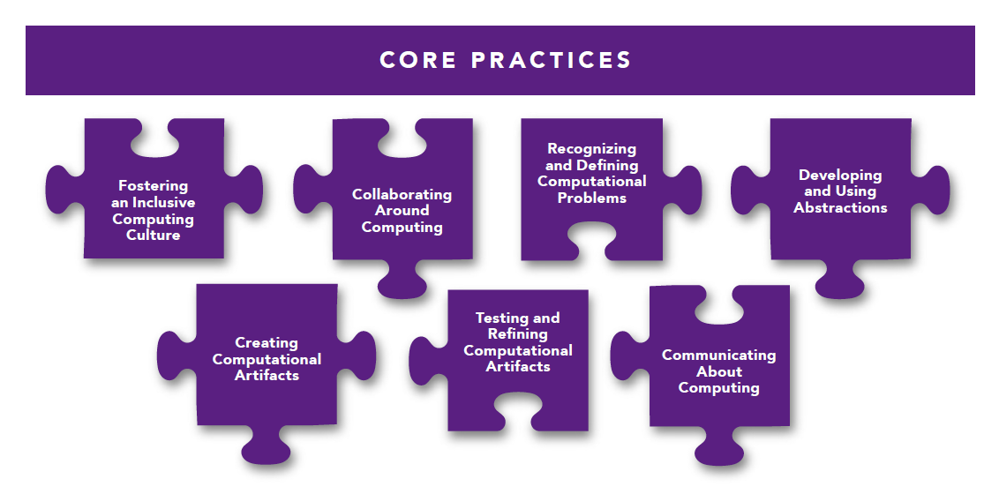 CORE PRACTICES
Fostering
an Inclusive
Computing
Culture
Collaborating
Around
Computing
Recognizing
and Defining
Computational
Problems
Developing
and Using
Abstractions
Creating
Computational
Artifacts
Testing and
Refining
Computational
Artifacts
Communicating
About
Computing